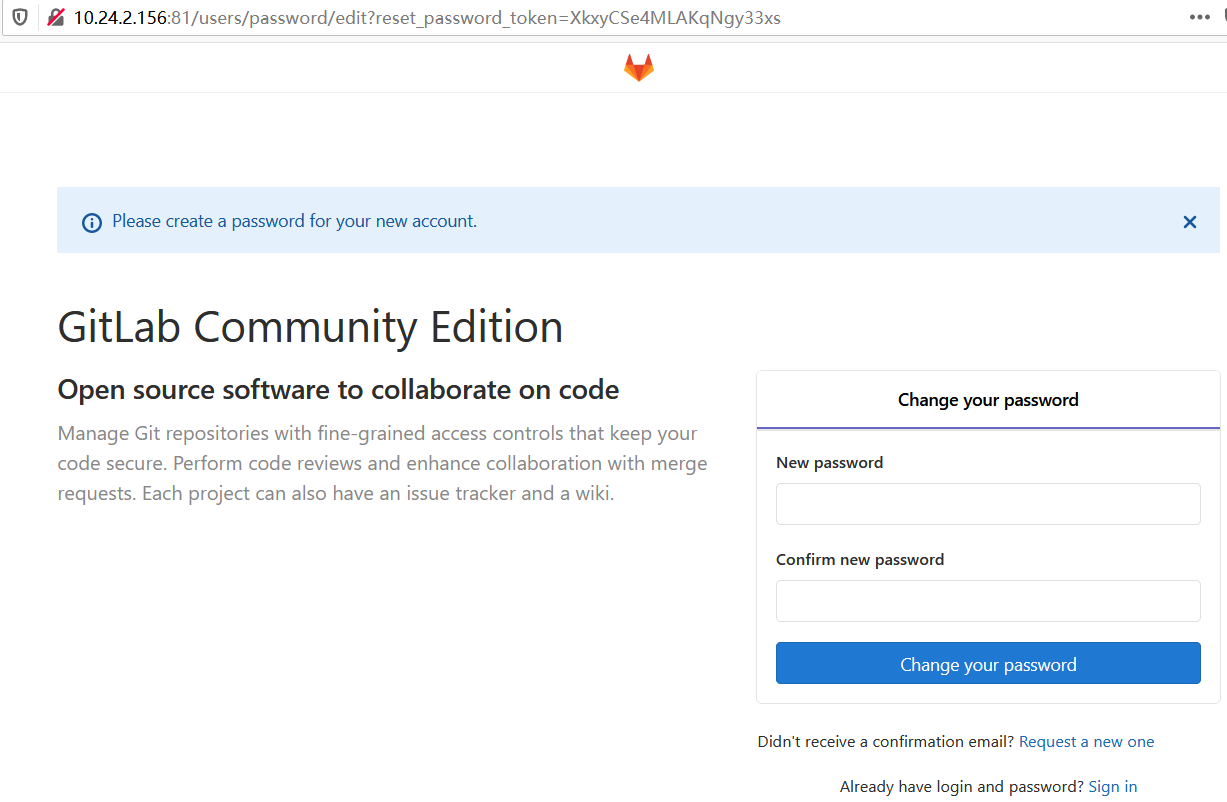 10.24.2.156:81/users/password/edit?reset_password_token=XkxyCSe4MLAKqNgy33xs
Please create a password for your new account.
GitLab Community Edition
Open source software to collaborate on code
Manage Git repositories with fine-grained access controls that keep your
code secure. Perform code reviews and enhance collaboration with merge
requests. Each project can also have an issue tracker and a wiki.
Change your password
New password
Confirm new password
Change your password
Didn't receive a confirmation email? Request a new one
Already have login and password? Sign in